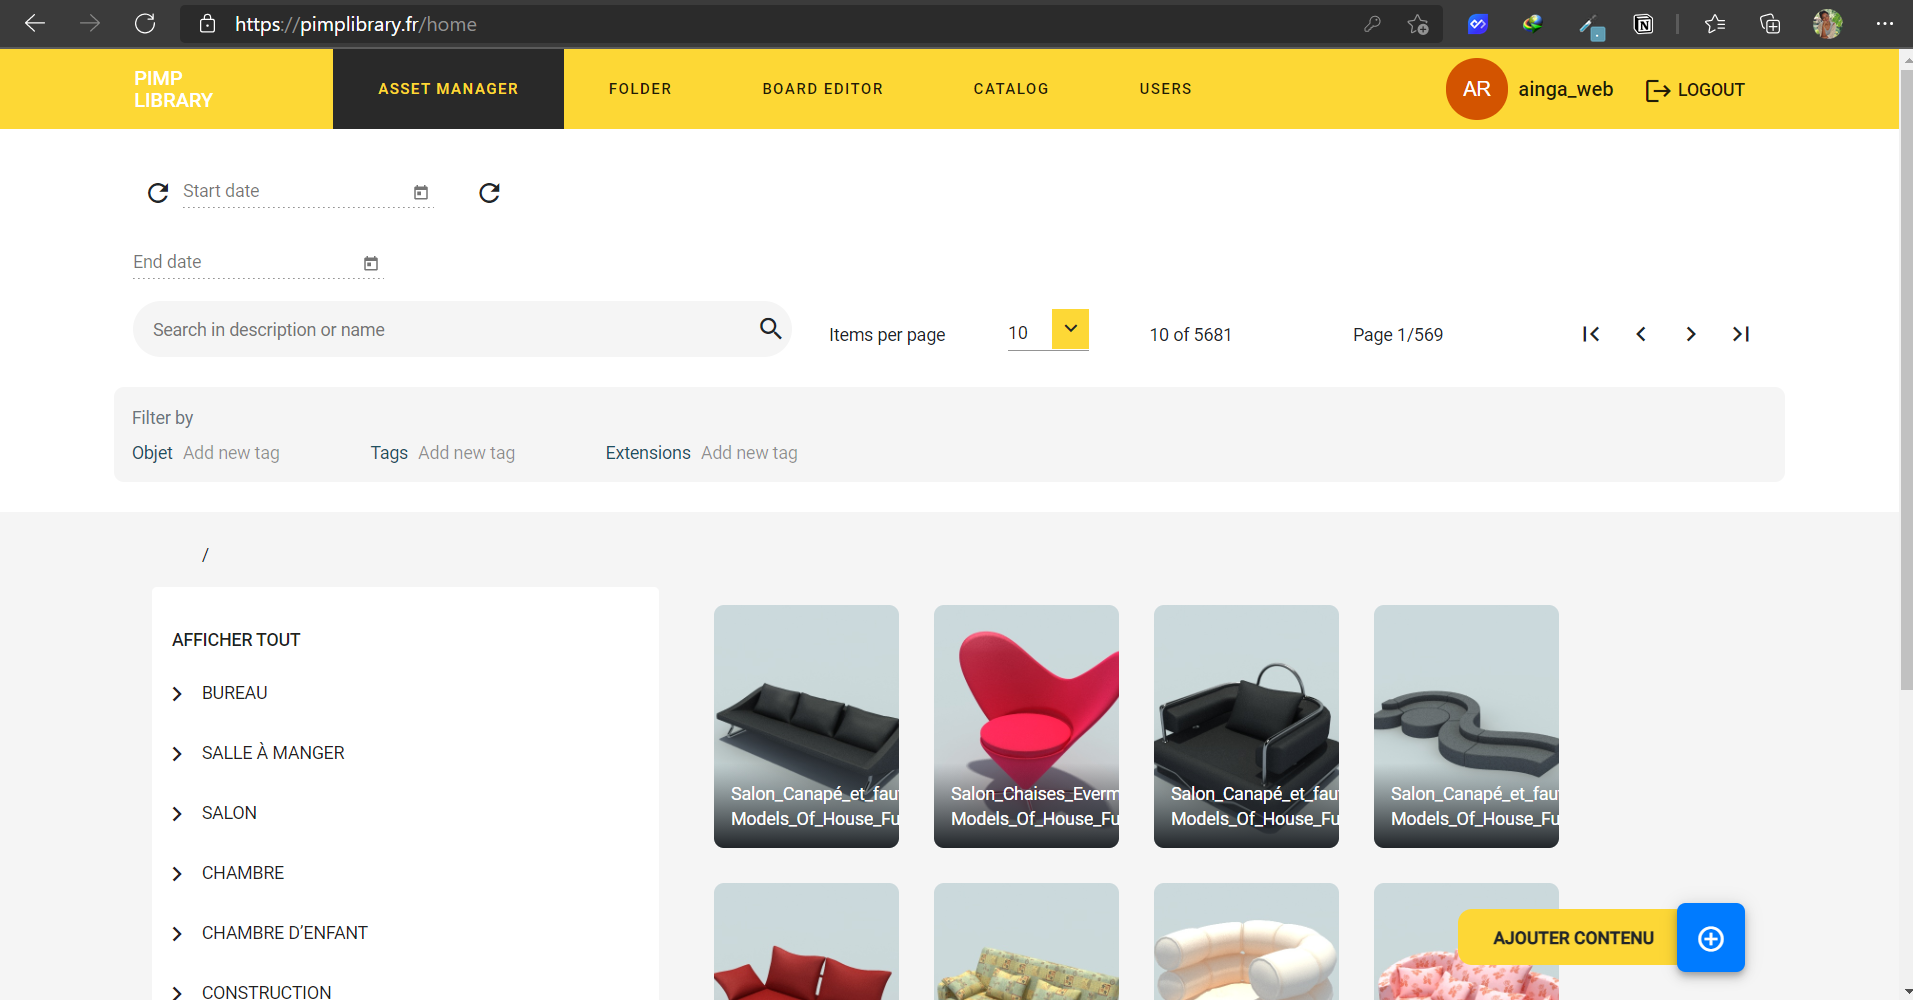 https://pimplibrary.fr/home
PIMP
LIBRARY
ASSET MANAGER
FOLDER
BOARD EDITOR
CATALOG
USERS
AR
ainga_web
LOGOUT
Start date
End date
Search in description or name
Items per page
10
10 of 5681
Page 1/569
Filter by
Objet Add new tag
Tags Add new tag
Extensions Add new tag
/
AFFICHER TOUT
BUREAU
SALLE À MANGER
SALON
CHAMBRE
CHAMBRE D’ENFANT
CONSTRUCTION
Salon_Canapé_et_fau
Models_Of_House_Fu
Salon_Chaises_Everm
Models_Of_House_Fu
Salon_Canapé_et_fau
Models_Of_House_Fu
Salon_Canapé_et_fau
Models_Of_House_Fu
AJOUTER CONTENU